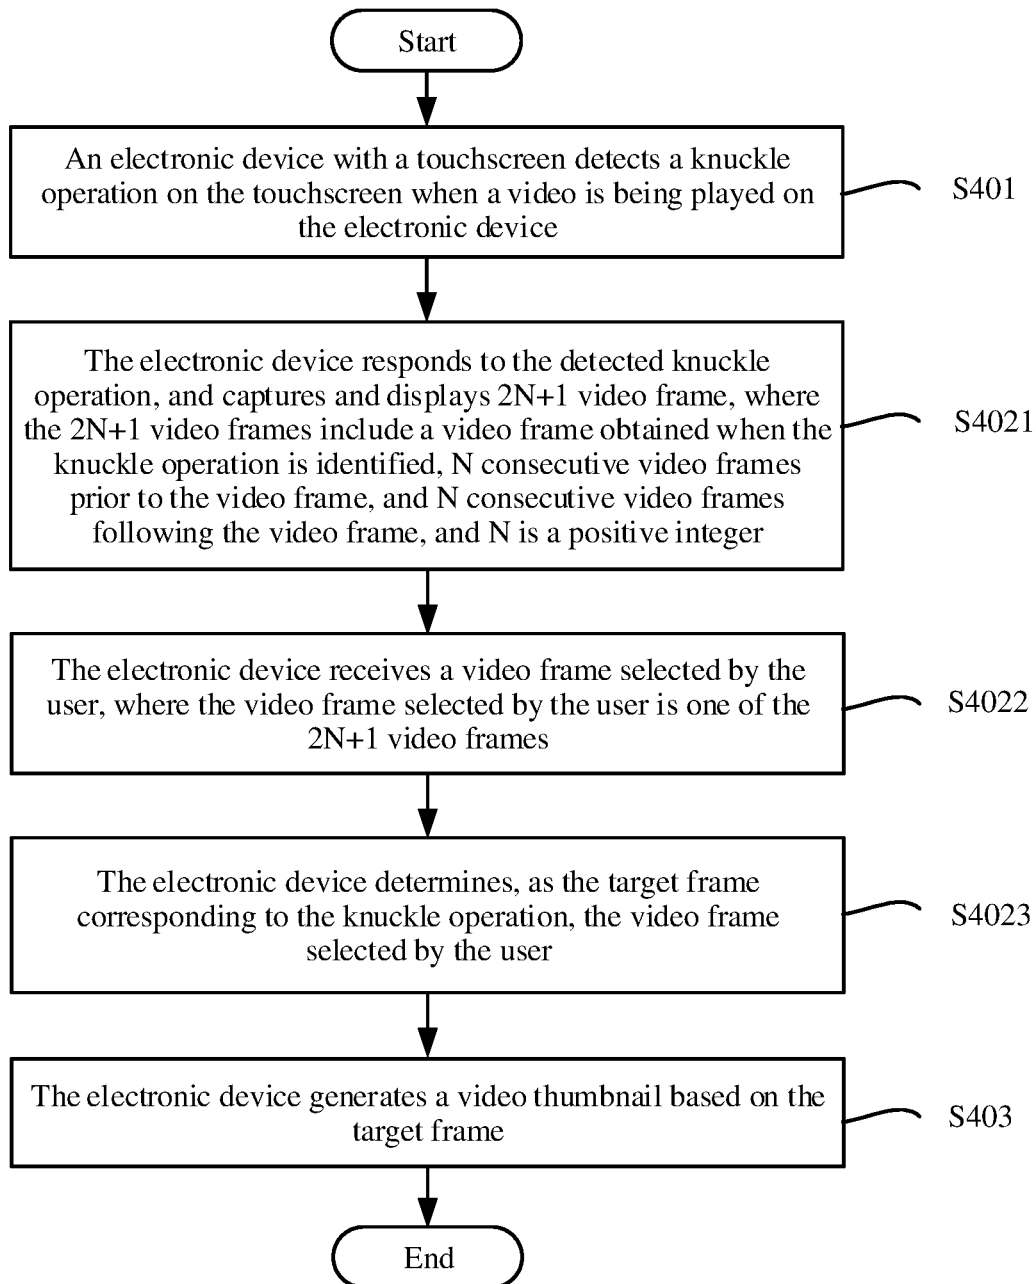 Start
An electronic device with a touchscreen detects a knuckle
operation on the touchscreen when a video is being played on
the electronic device
S401
The electronic device responds to the detected knuckle
operation, and captures and displays 2N+1 video frame, where
the 2N+1 video frames include a video frame obtained when the
knuckle operation is identified, N consecutive video frames
prior to the video frame, and N consecutive video frames
following the video frame, and N is a positive integer
S4021
The electronic device receives a video frame selected by the
user, where the video frame selected by the user is one of the
2N+1 video frames
S4022
The electronic device determines, as the target frame
corresponding to the knuckle operation, the video frame
selected by the user
S4023
The electronic device generates a video thumbnail based on the
target frame
S403
End